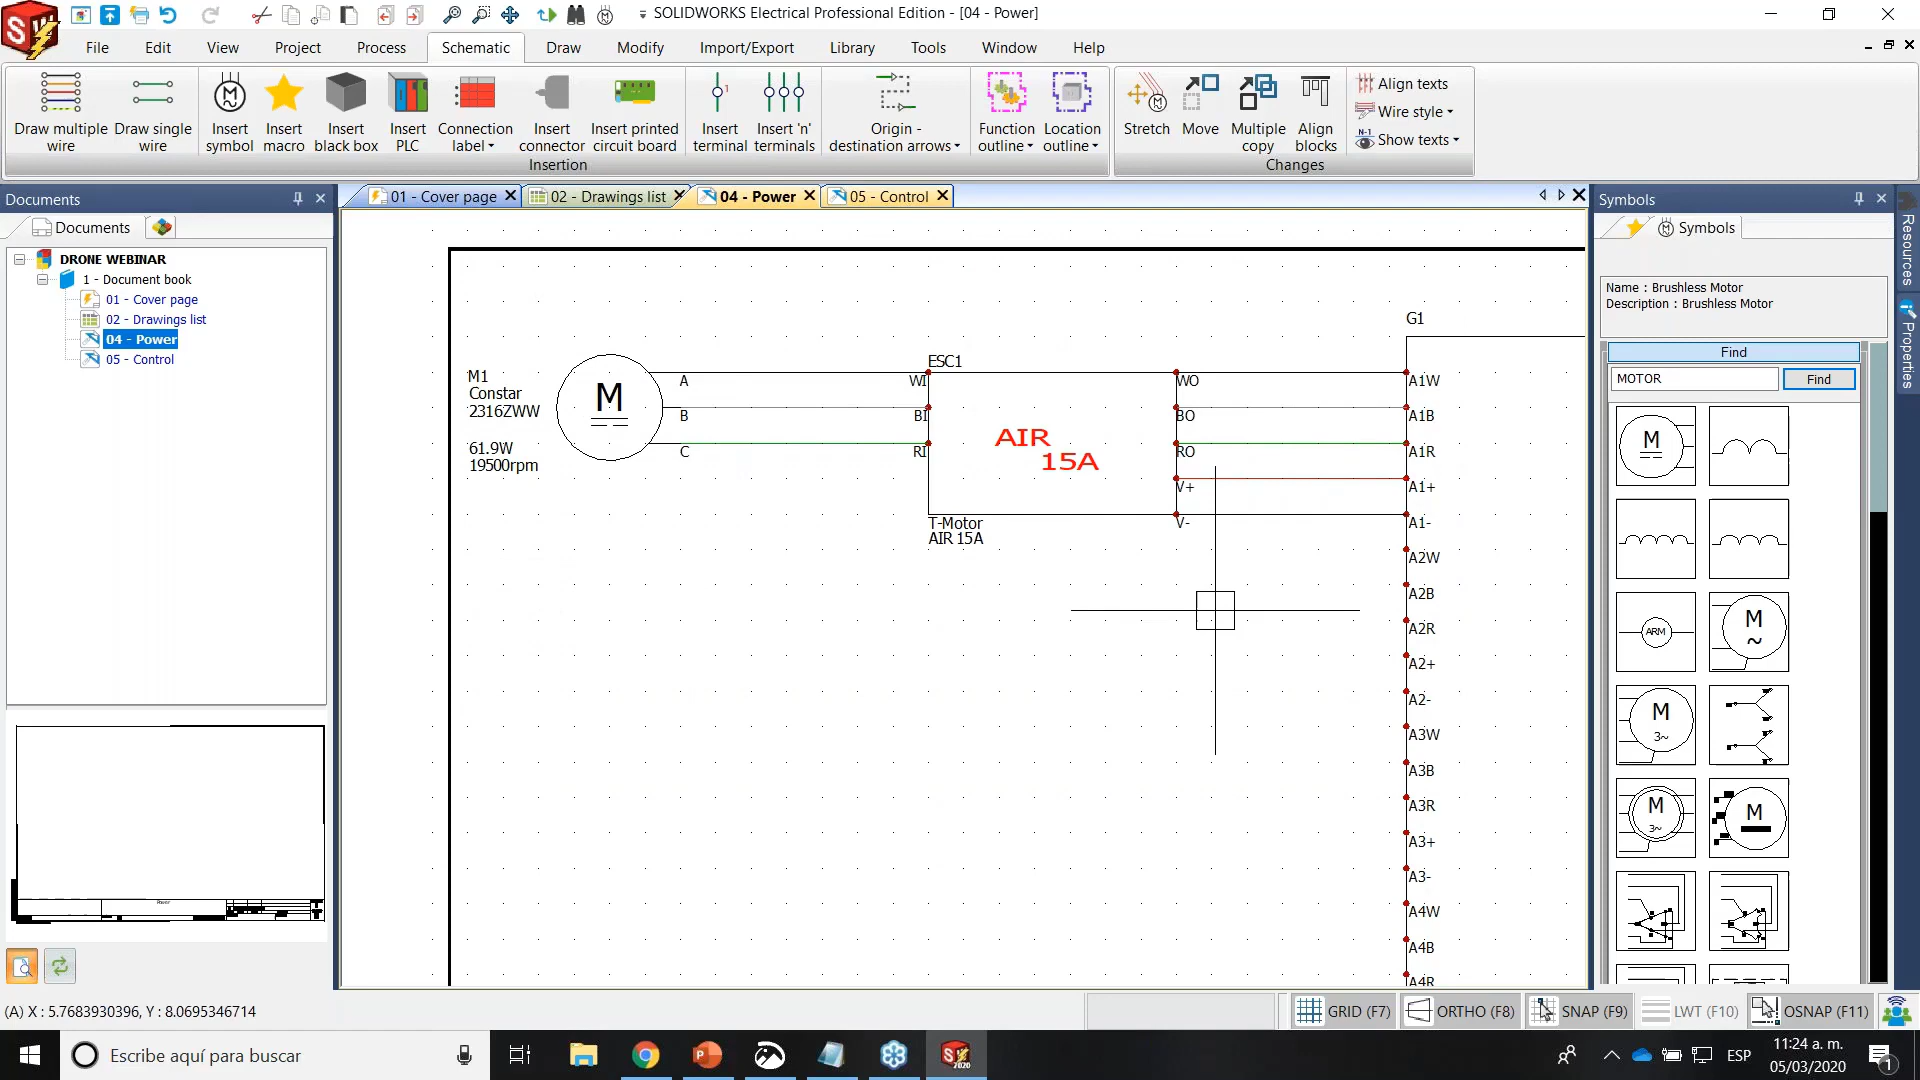 SOLIDWORKS Electrical Professional Edition - [04 - Power]
File Edit View Project Process Schematic Draw Modify Import/Export Library Tools Window Help
Draw multiple wire
Draw single wire
Insert symbol
Insert macro
Insert black box
Insert PLC
Connection label
Insert connector
Insert printed circuit board
Insert terminal
Insert 'n' terminals
Origin - destination arrows
Function outline
Location outline
Stretch
Move
Multiple copy
Align blocks
Align texts
Wire style
Show texts
Insertion
Changes
Documents
Documents
DRONE WEBINAR
1 - Document book
01 - Cover page
02 - Drawings list
04 - Power
05 - Control
01 - Cover page
02 - Drawings list
04 - Power
05 - Control
M1
Constar
2316ZWW
61.9W
19500rpm
M
A
B
C
ESC1
WI
BI
RI
AIR
15A
T-Motor
AIR 15A
WO
BO
RO
V+
V-
G1
A1W
A1B
A1R
A1+
A1-
A2W
A2B
A2R
A2+
A2-
A3W
A3B
A3R
A3+
A3-
A4W
A4B
A4R
Symbols
Symbols
Name : Brushless Motor
Description : Brushless Motor
Find
MOTOR Find
M
ARM
M
~
M
3~
M
3~
M
Resources
Properties
(A) X : 5.7683930396, Y : 8.0695346714
GRID (F7) ORTHO (F8) SNAP (F9) LWT (F10) OSNAP (F11)
Escribe aquí para buscar
ESP
11:24 a. m.
05/03/2020
1